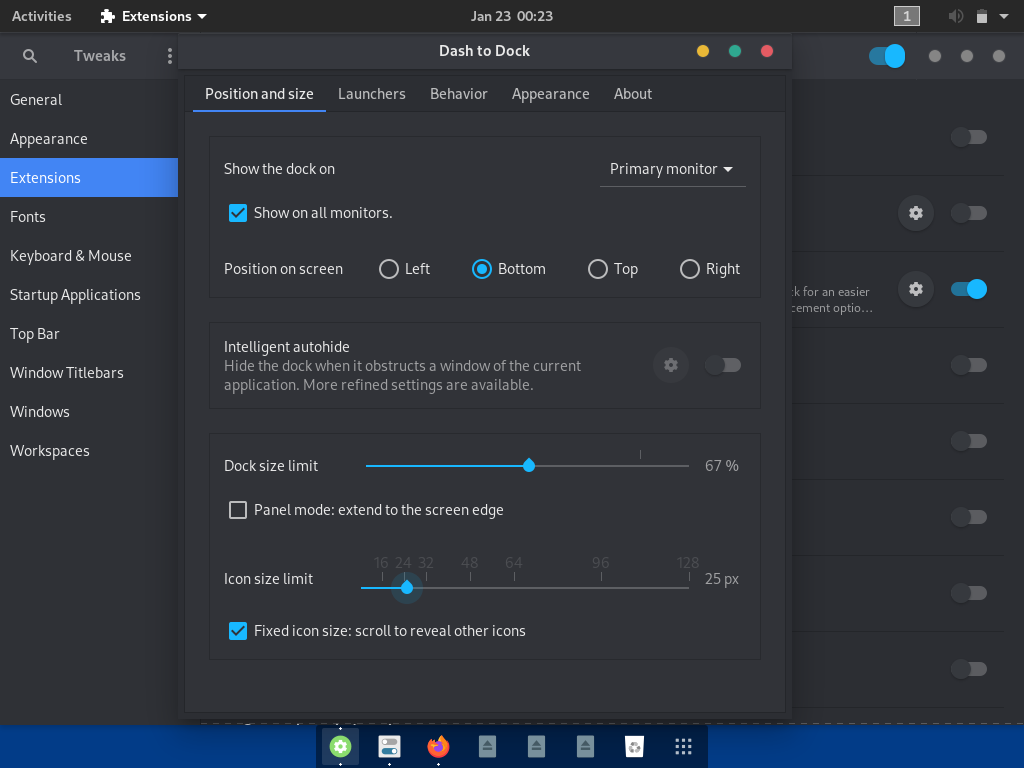 Activities
Extensions
Jan 23 00:23
1
Tweaks
Dash to Dock
General
Appearance
Extensions
Fonts
Keyboard & Mouse
Startup Applications
Top Bar
Window Titlebars
Windows
Workspaces
Position and size
Launchers
Behavior
Appearance
About
Show the dock on
Primary monitor
Show on all monitors.
Position on screen
Left
Bottom
Top
Right
Intelligent autohide
Hide the dock when it obstructs a window of the current
application. More refined settings are available.
Dock size limit
67 %
Panel mode: extend to the screen edge
16 24 32 48 64 96 128
Icon size limit
25 px
Fixed icon size: scroll to reveal other icons
for an easier
optio…